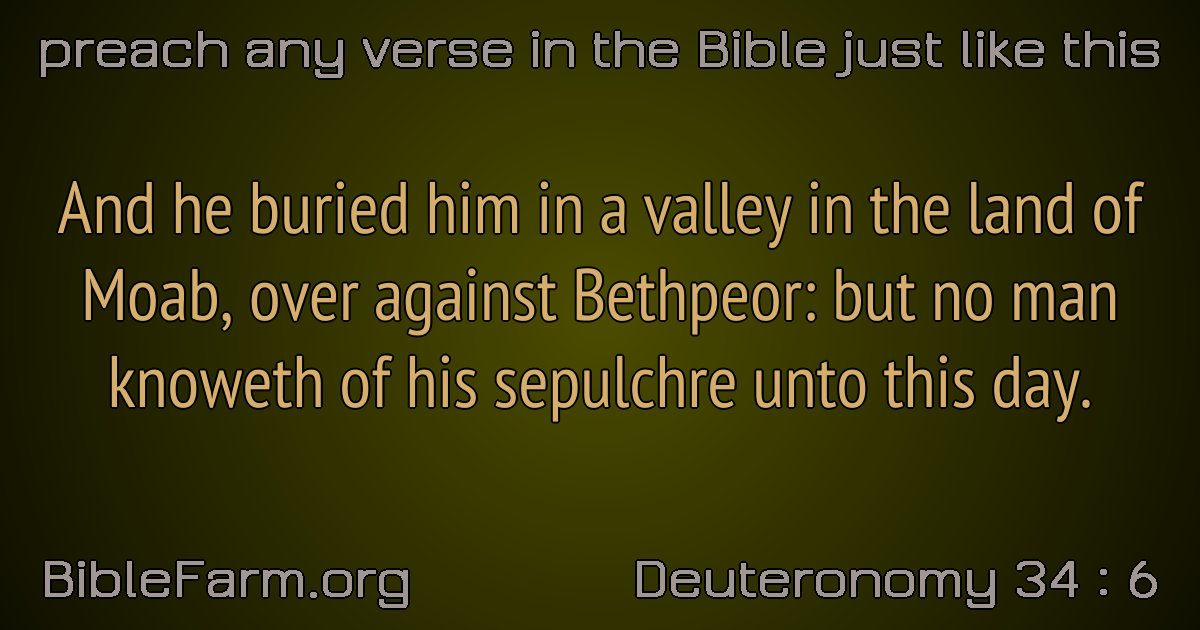 preach any verse in the Bible just like this
And he buried him in a valley in the land of
Moab, over against Bethpeor: but no man
knoweth of his sepulchre unto this day.
BibleFarm.org
Deuteronomy 34 : 6